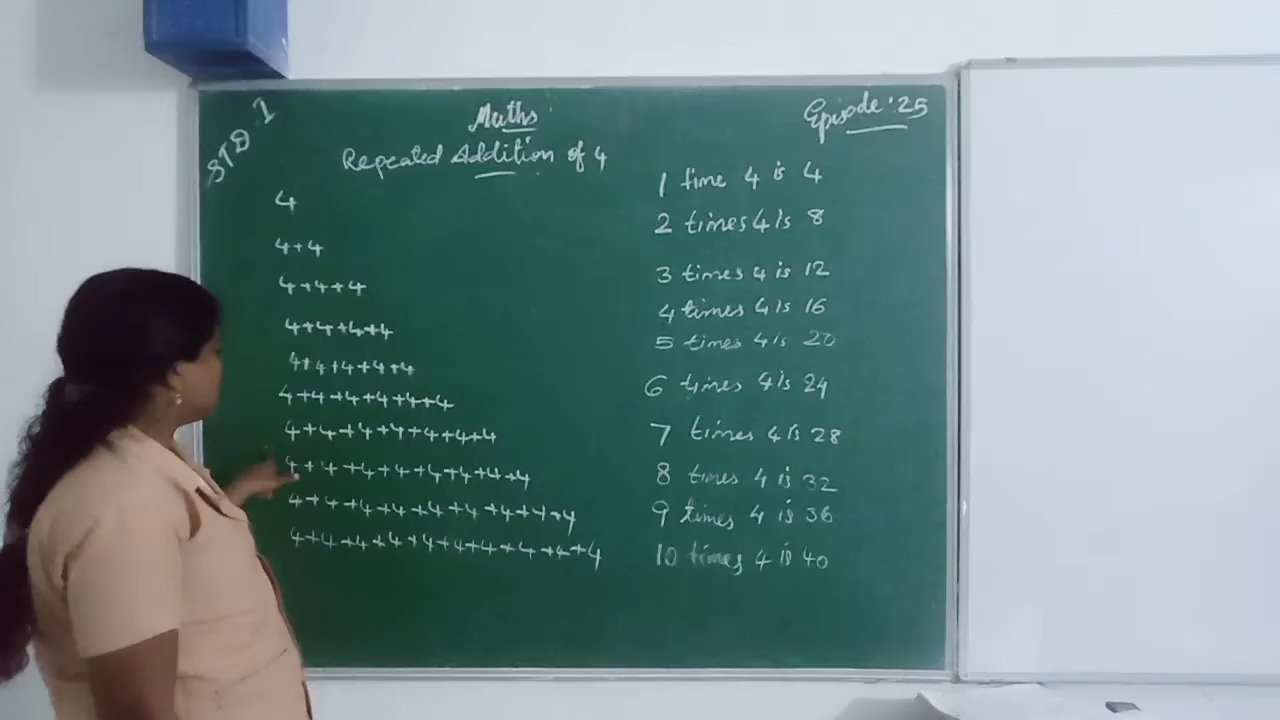 STD 1
Maths
Episode: 25
Repeated Addition of 4
4
4+4
4+4+4
4+4+4+4
4+4+4+4+4
4+4+4+4+4+4
4+4+4+4+4+4+4
4+4+4+4+4+4+4+4
4+4+4+4+4+4+4+4+4
4+4+4+4+4+4+4+4+4+4
1 time 4 is 4
2 times 4 is 8
3 times 4 is 12
4 times 4 is 16
5 times 4 is 20
6 times 4 is 24
7 times 4 is 28
8 times 4 is 32
9 times 4 is 36
10 times 4 is 40